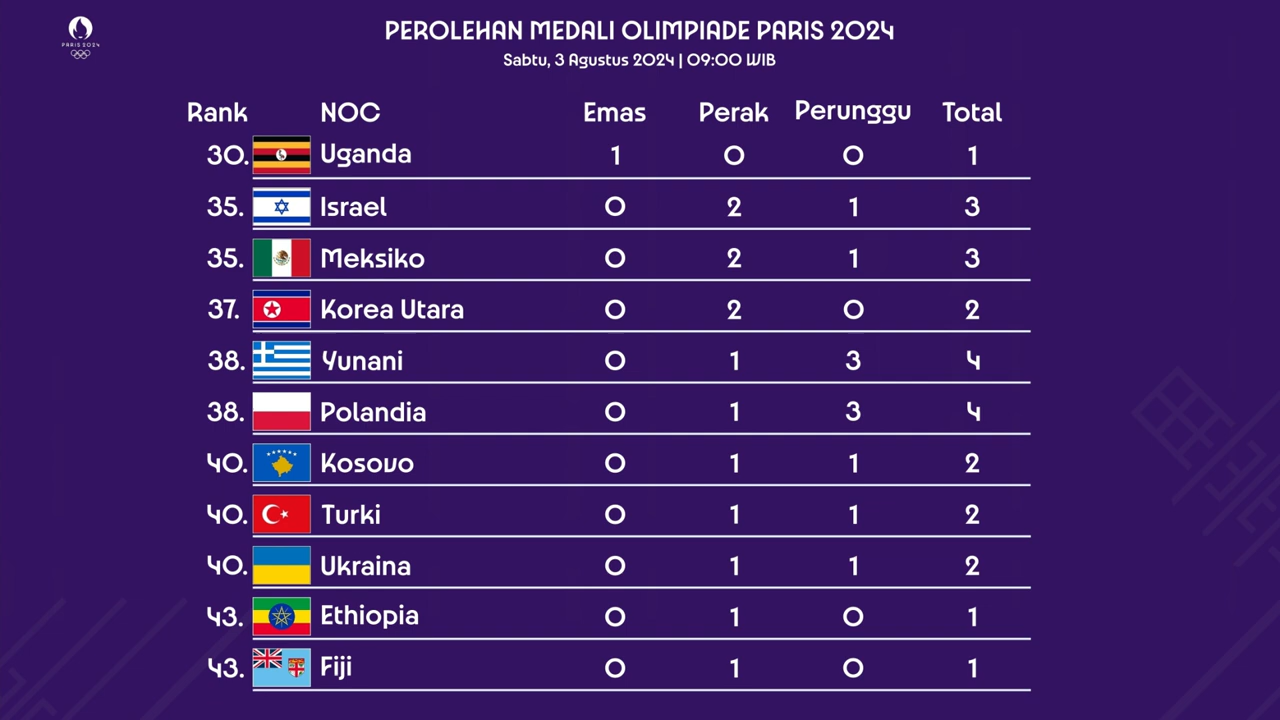 PARIS 2024
PEROLEHAN MEDALI OLIMPIADE PARIS 2024
Sabtu, 3 Agustus 2024 | 09:00 WIB
Rank NOC Emas Perak Perunggu Total
30. Uganda 1 0 0 1
35. Israel 0 2 1 3
35. Meksiko 0 2 1 3
37. Korea Utara 0 2 0 2
38. Yunani 0 1 3 4
38. Polandia 0 1 3 4
40. Kosovo 0 1 1 2
40. Turki 0 1 1 2
40. Ukraina 0 1 1 2
43. Ethiopia 0 1 0 1
43. Fiji 0 1 0 1